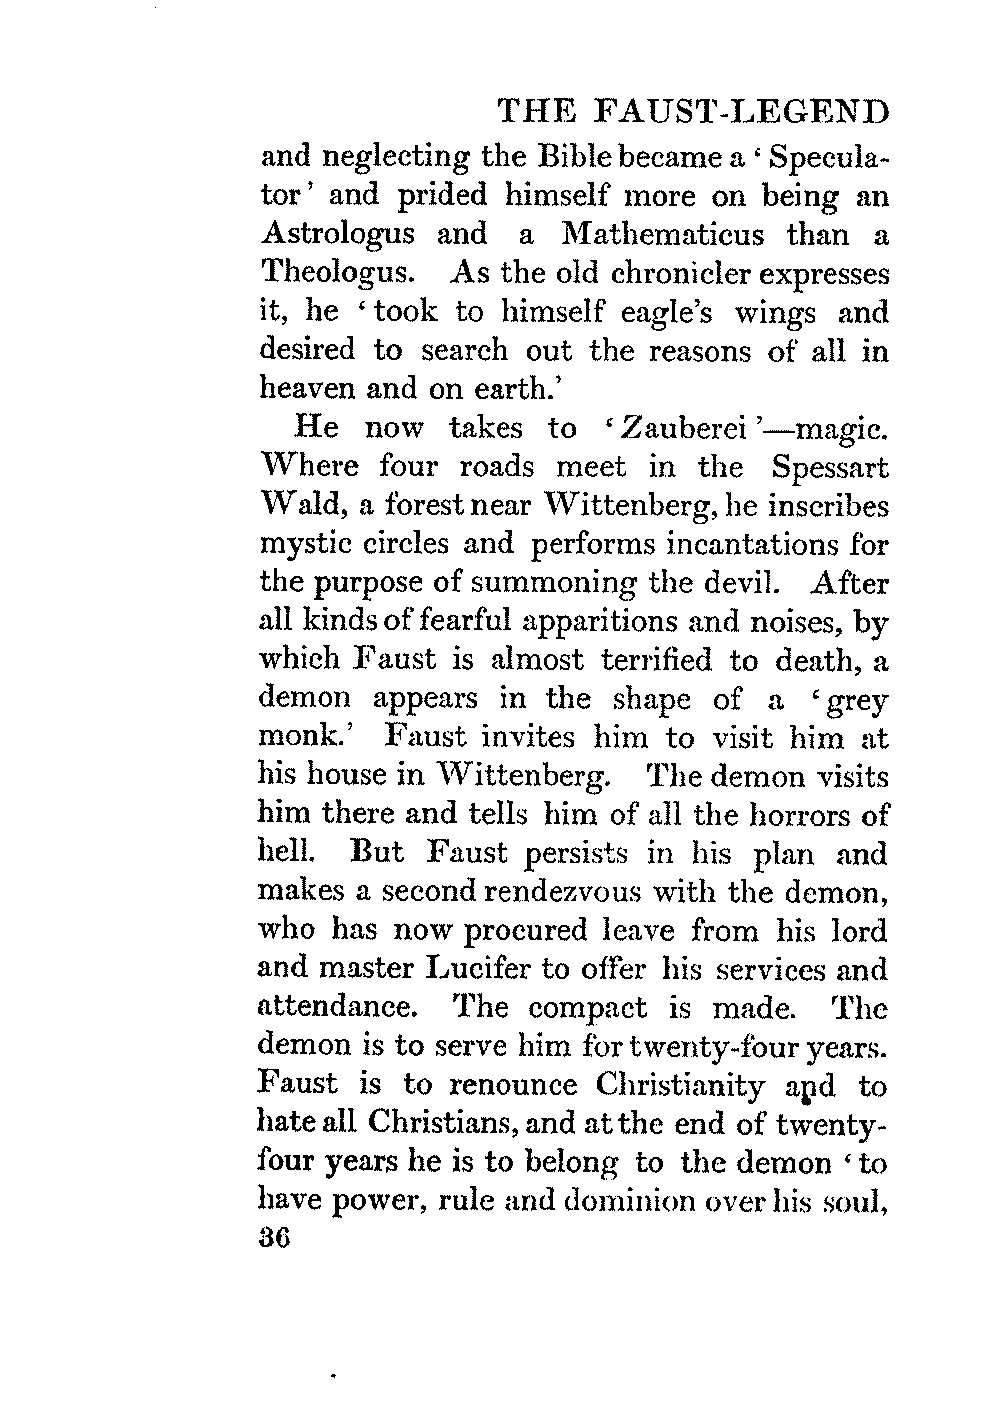 THE FAUST-LEGEND
and neglecting the Bible became a ‘ Specula-
tor ’ and prided himself more on being an
Astrologus and a Mathematicus than a
Theologus. As the old chronicler expresses
it, he ‘ took to himself eagle’s wings and
desired to search out the reasons of all in
heaven and on earth.’
He now takes to ‘ Zauberei ’—magic.
Where four roads meet in the Spessart
Wald, a forest near Wittenberg, he inscribes
mystic circles and performs incantations for
the purpose of summoning the devil. After
all kinds of fearful apparitions and noises, by
which Faust is almost terrified to death, a
demon appears in the shape of a ‘ grey
monk.’ Faust invites him to visit him at
his house in Wittenberg. The demon visits
him there and tells him of all the horrors of
hell. But Faust persists in his plan and
makes a second rendezvous with the demon,
who has now procured leave from his lord
and master Lucifer to offer his services and
attendance. The compact is made. The
demon is to serve him for twenty-four years.
Faust is to renounce Christianity and to
hate all Christians, and at the end of twenty-
four years he is to belong to the demon ‘ to
have power, rule and dominion over his soul,
36